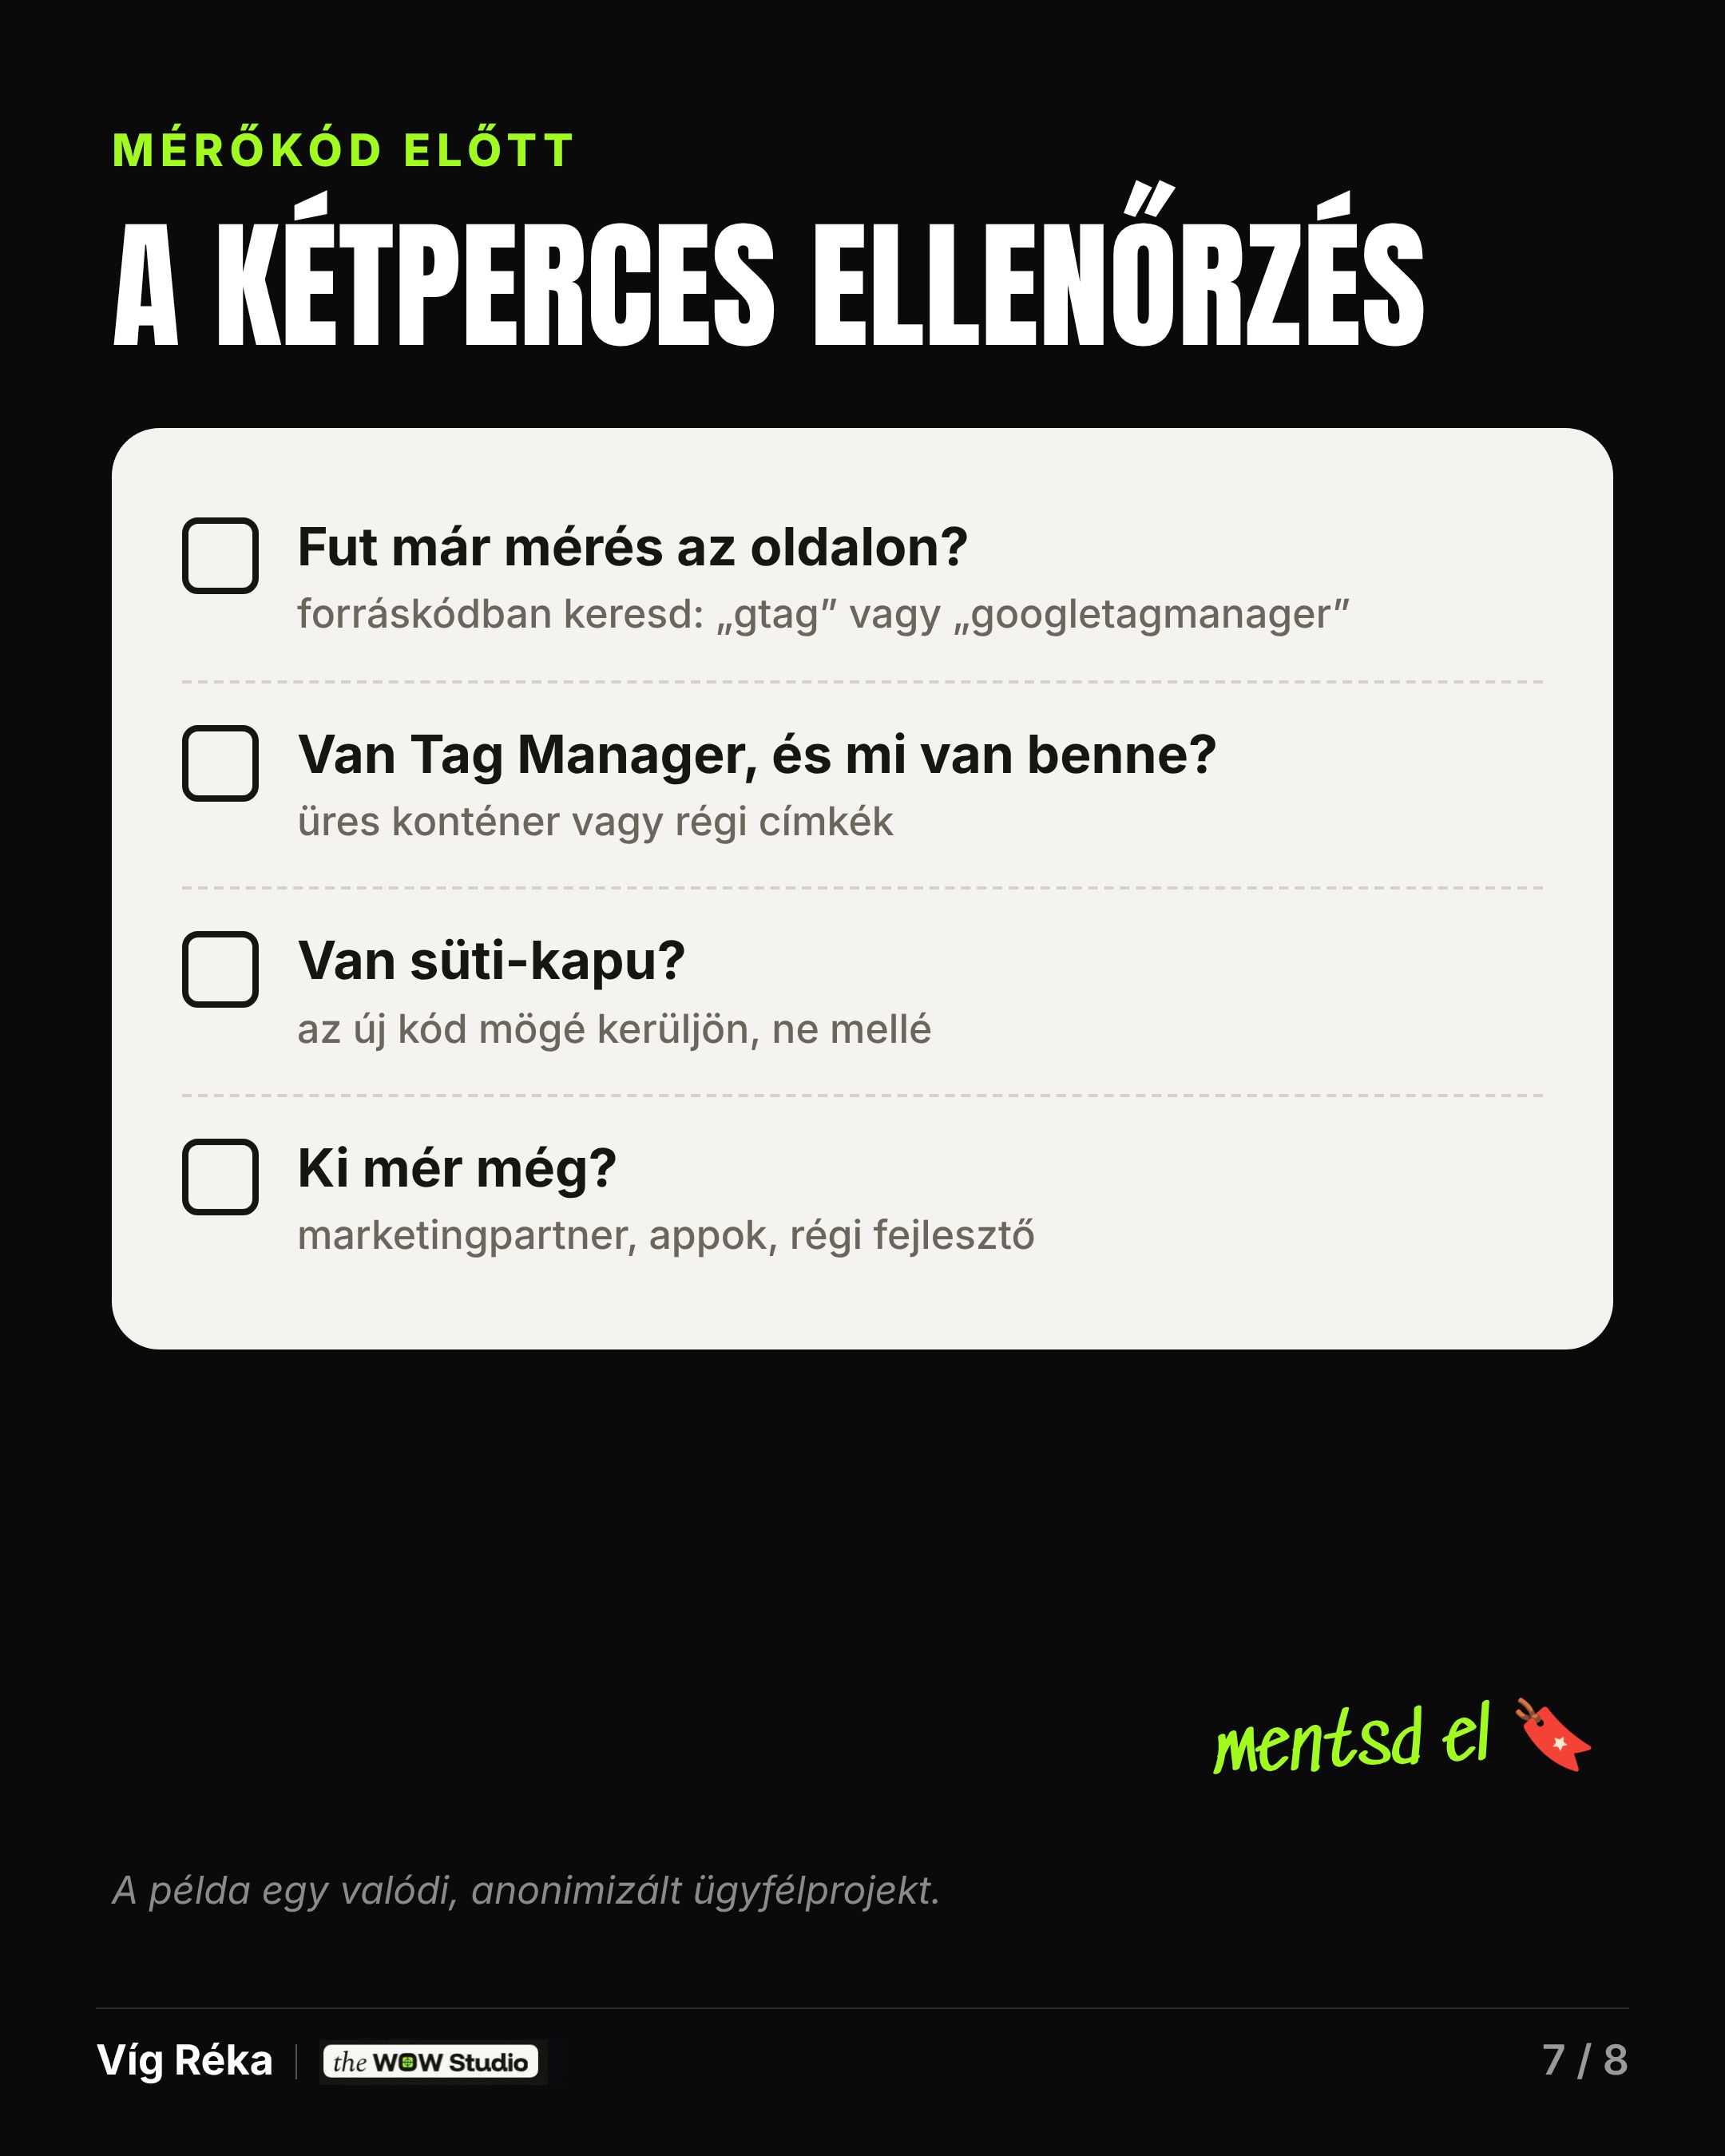 MÉRŐKÓD ELŐTT
A KÉTPERCES ELLENŐRZÉS
Fut már mérés az oldalon?
forráskódban keresd: „gtag” vagy „googletagmanager”
Van Tag Manager, és mi van benne?
üres konténer vagy régi címkék
Van süti-kapu?
az új kód mögé kerüljön, ne mellé
Ki mér még?
marketingpartner, appok, régi fejlesztő
mentsd el
A példa egy valódi, anonimizált ügyfélprojekt.
Víg Réka
the WOW Studio
7 / 8